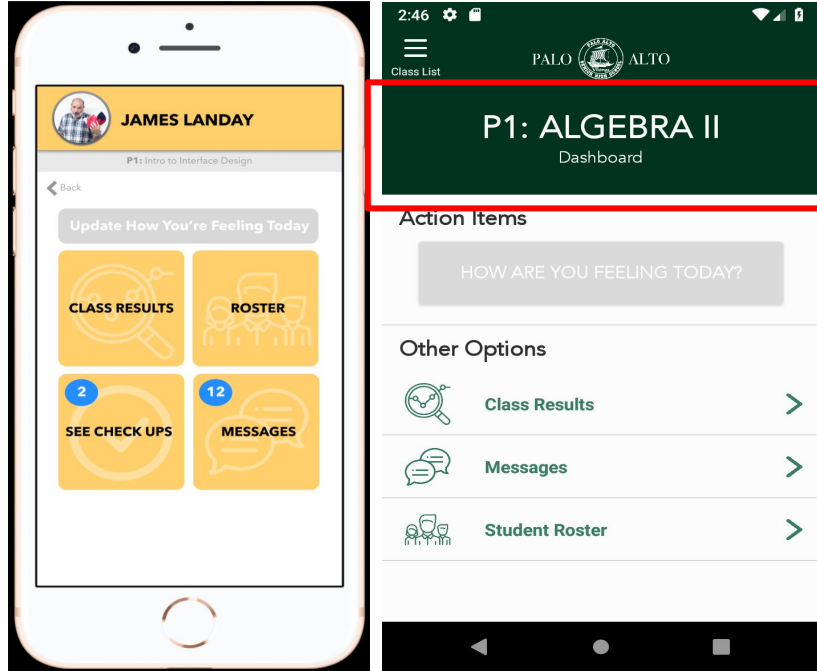 JAMES LANDAY
P1: Intro to Interface Design
Back
Update How You're Feeling Today
CLASS RESULTS
ROSTER
2
12
SEE CHECK UPS
MESSAGES
2:46
Class List
PALO ALTO
P1: ALGEBRA II
Dashboard
Action Items
HOW ARE YOU FEELING TODAY?
Other Options
Class Results
Messages
Student Roster